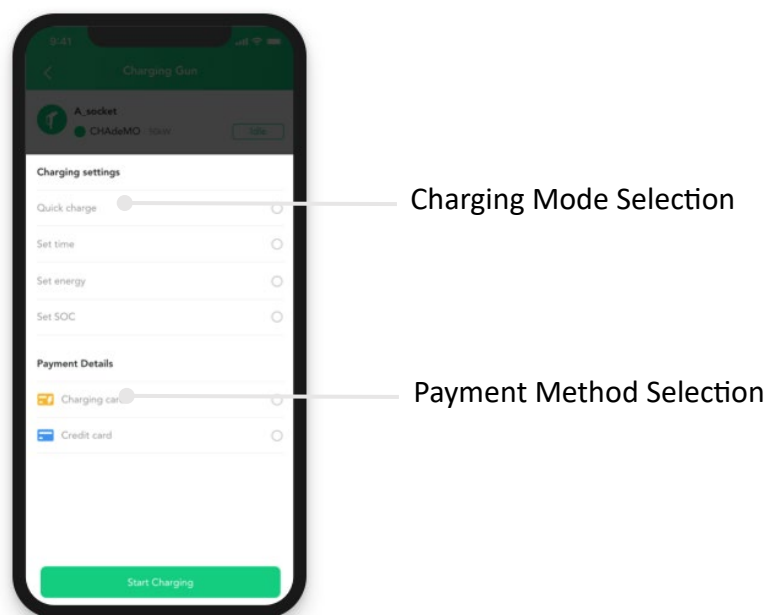 9:41
Charging Gun
A_socket
CHAdeMO
Idle
Charging settings
Quick charge
Charging Mode Selection
Set time
Set energy
Set SOC
Payment Details
Charging car
Payment Method Selection
Credit card
Start Charging